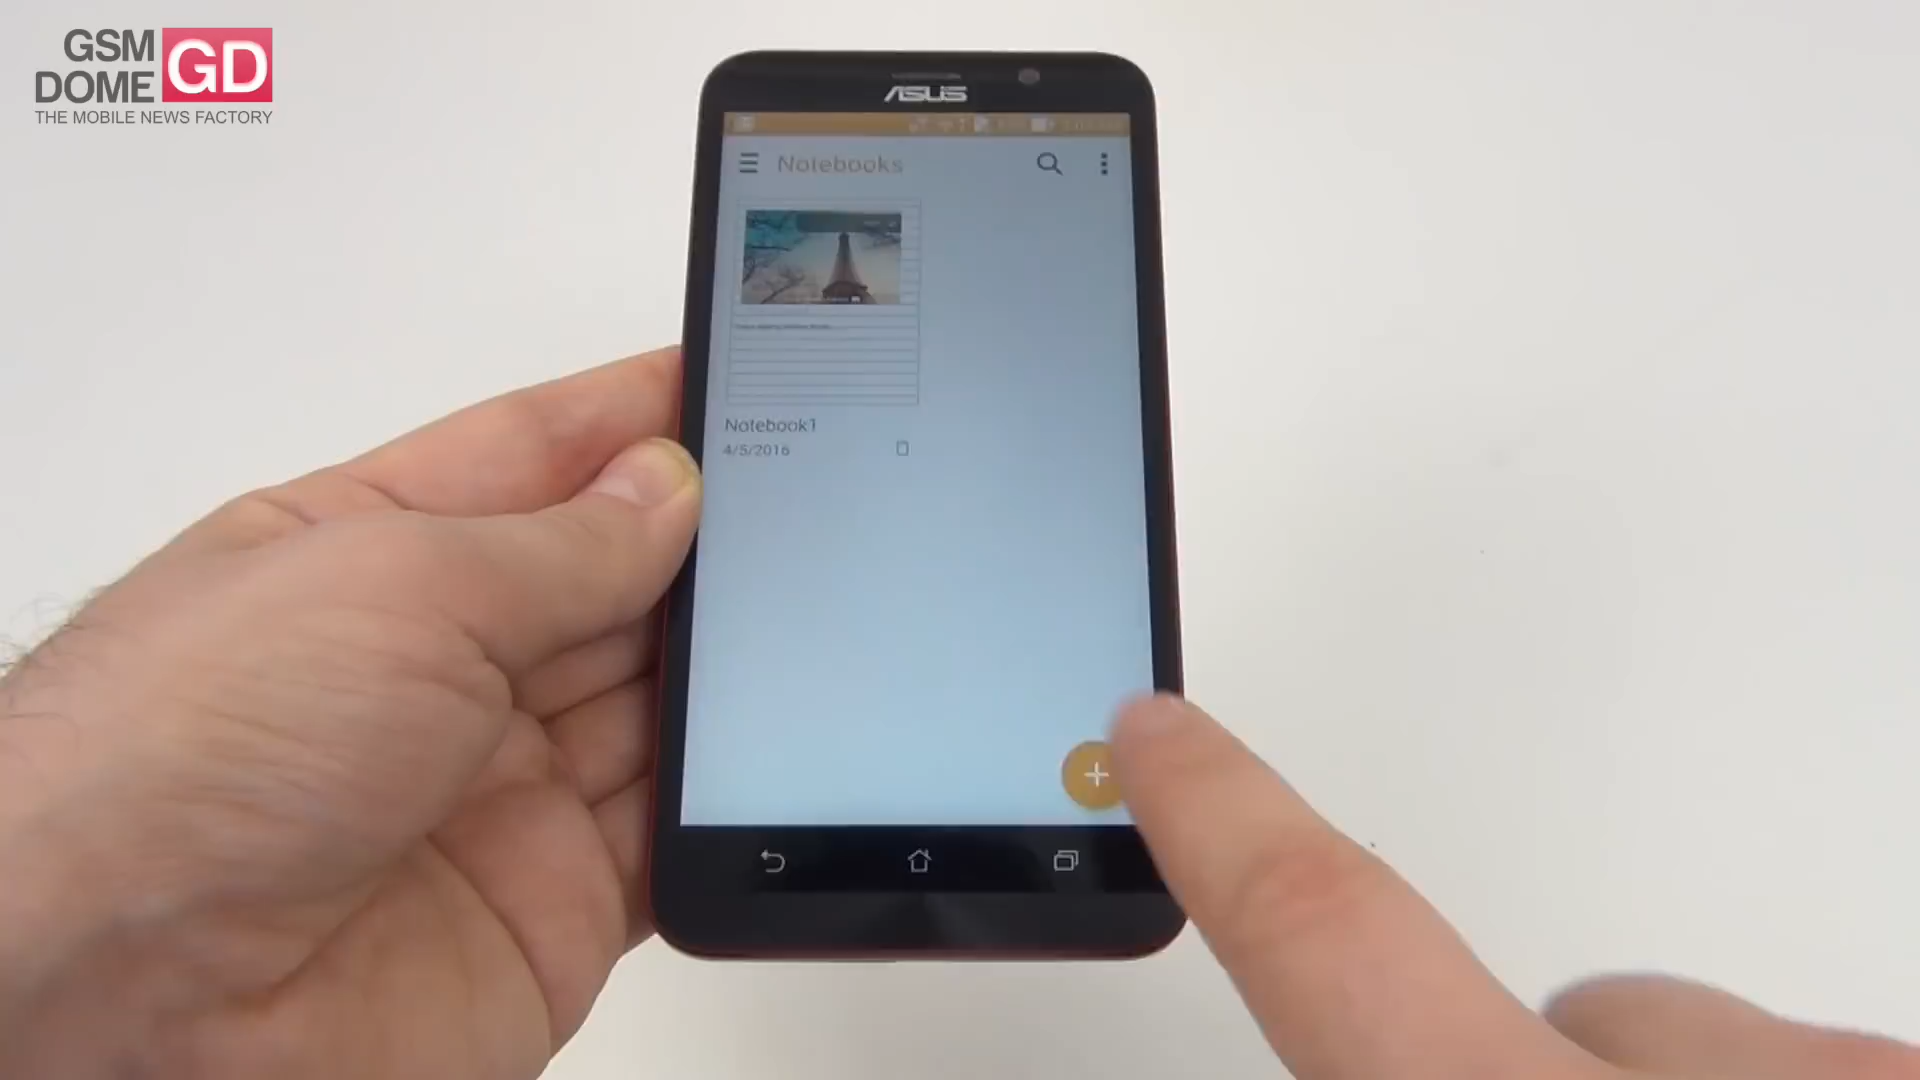 GSM
DOME
GD
THE MOBILE NEWS FACTORY
ASUS
Notebooks
Notebook1
4/5/2016